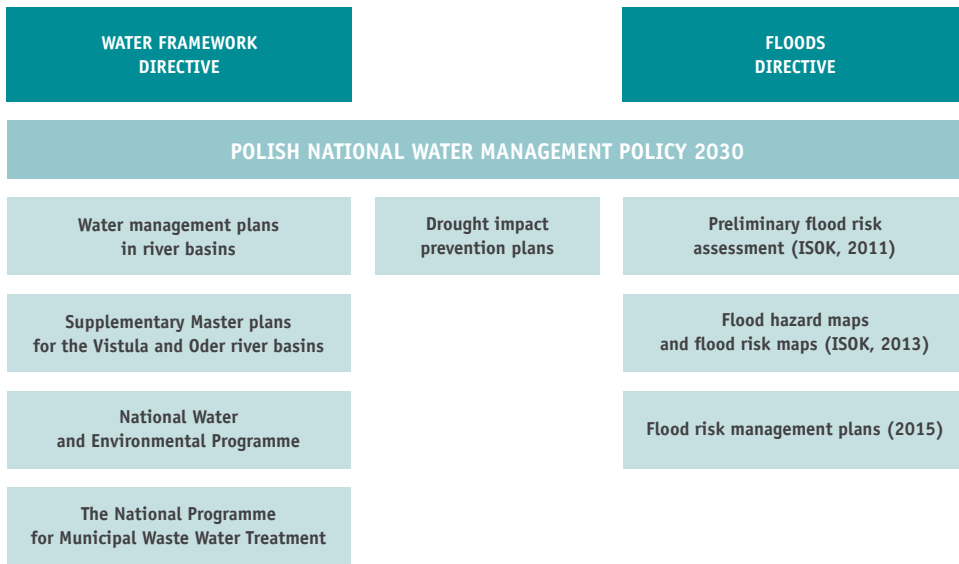 WATER FRAMEWORK
DIRECTIVE
FLOODS
DIRECTIVE
POLISH NATIONAL WATER MANAGEMENT POLICY 2030
Water management plans
in river basins
Drought impact
prevention plans
Preliminary flood risk
assessment (ISOK, 2011)
Supplementary Master plans
for the Vistula and Oder river basins
Flood hazard maps
and flood risk maps (ISOK, 2013)
National Water
and Environmental Programme
Flood risk management plans (2015)
The National Programme
for Municipal Waste Water Treatment